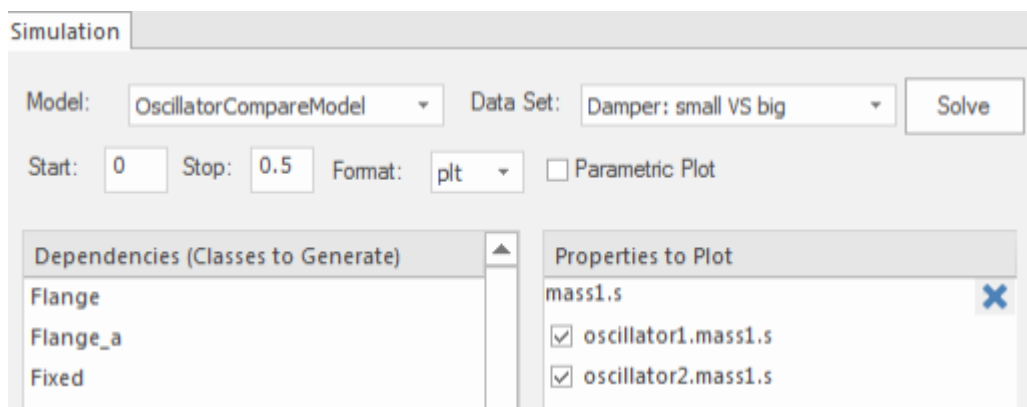 Simulation
Model: OscillatorCompareModel Data Set: Damper: small VS big Solve
Start: 0 Stop: 0.5 Format: plt Parametric Plot
Dependencies (Classes to Generate) Properties to Plot
Flange mass1.s
Flange_a oscillator1.mass1.s
Fixed oscillator2.mass1.s